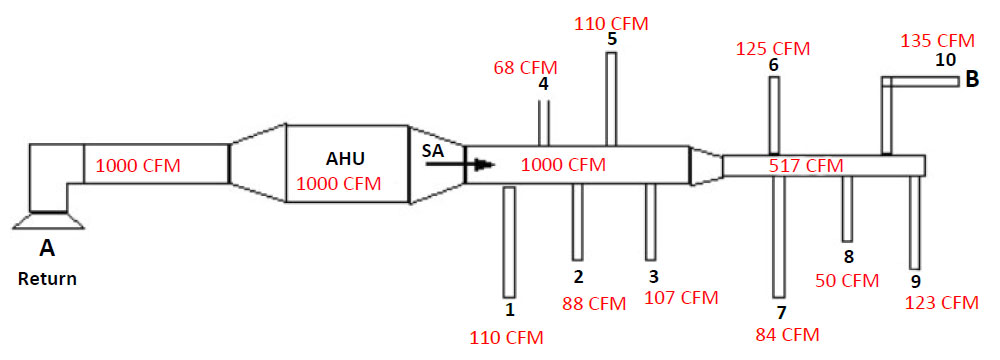 110 CFM
5
125 CFM
6
135 CFM
10
B
68 CFM
4
1000 CFM
AHU
1000 CFM
SA
1000 CFM
517 CFM
A
Return
1
110 CFM
2
88 CFM
3
107 CFM
7
84 CFM
8
50 CFM
9
123 CFM